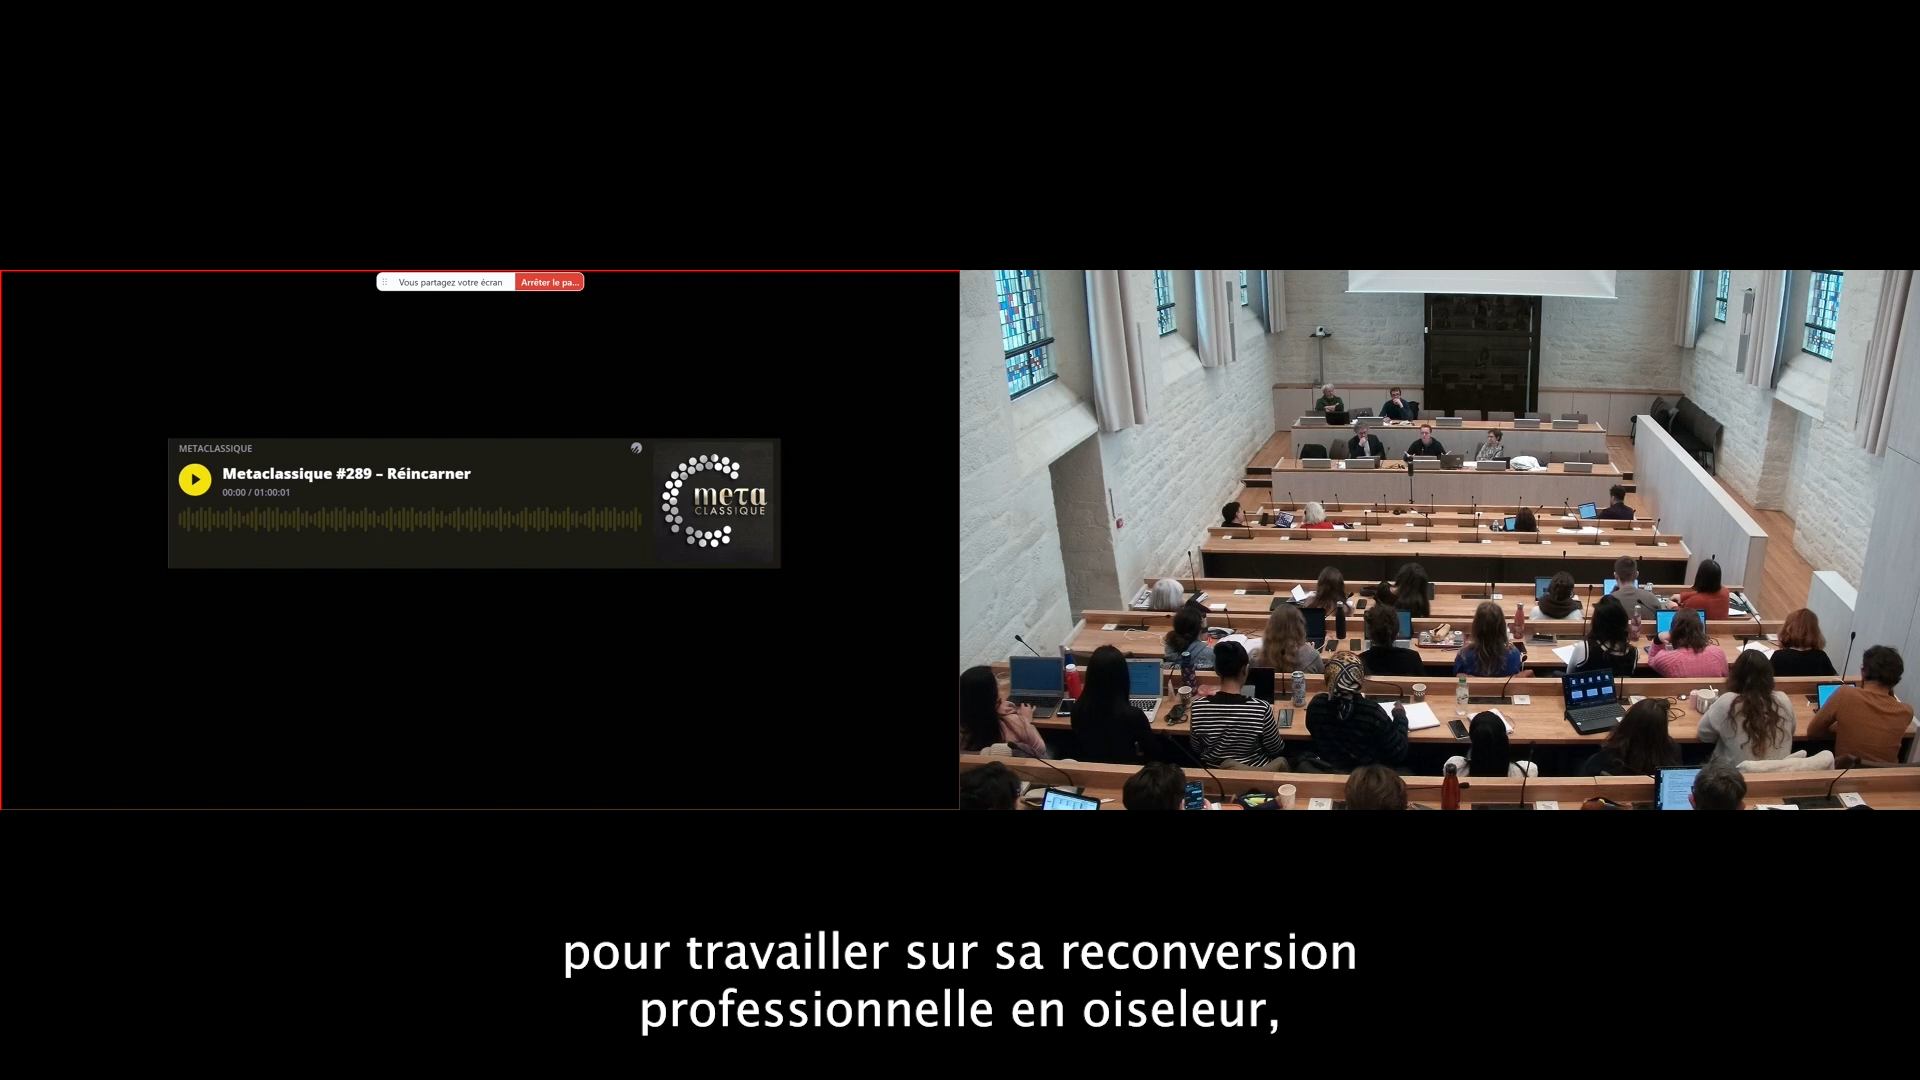 Vous partagez votre écran
Arrêter le pa...
METACLASSIQUE
Metaclassique #289 – Réincarner
00:00 / 01:00:01
meτa
CLASSIQUE
pour travailler sur sa reconversion
professionnelle en oiseleur,